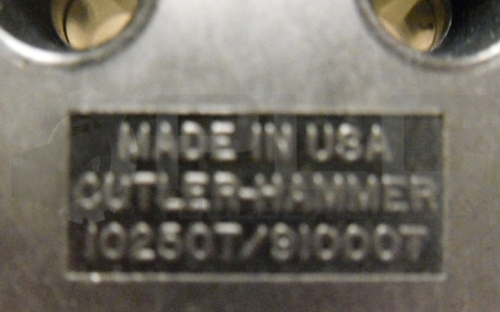 MADE IN USA
CUTLER-HAMMER
10250T/91000T